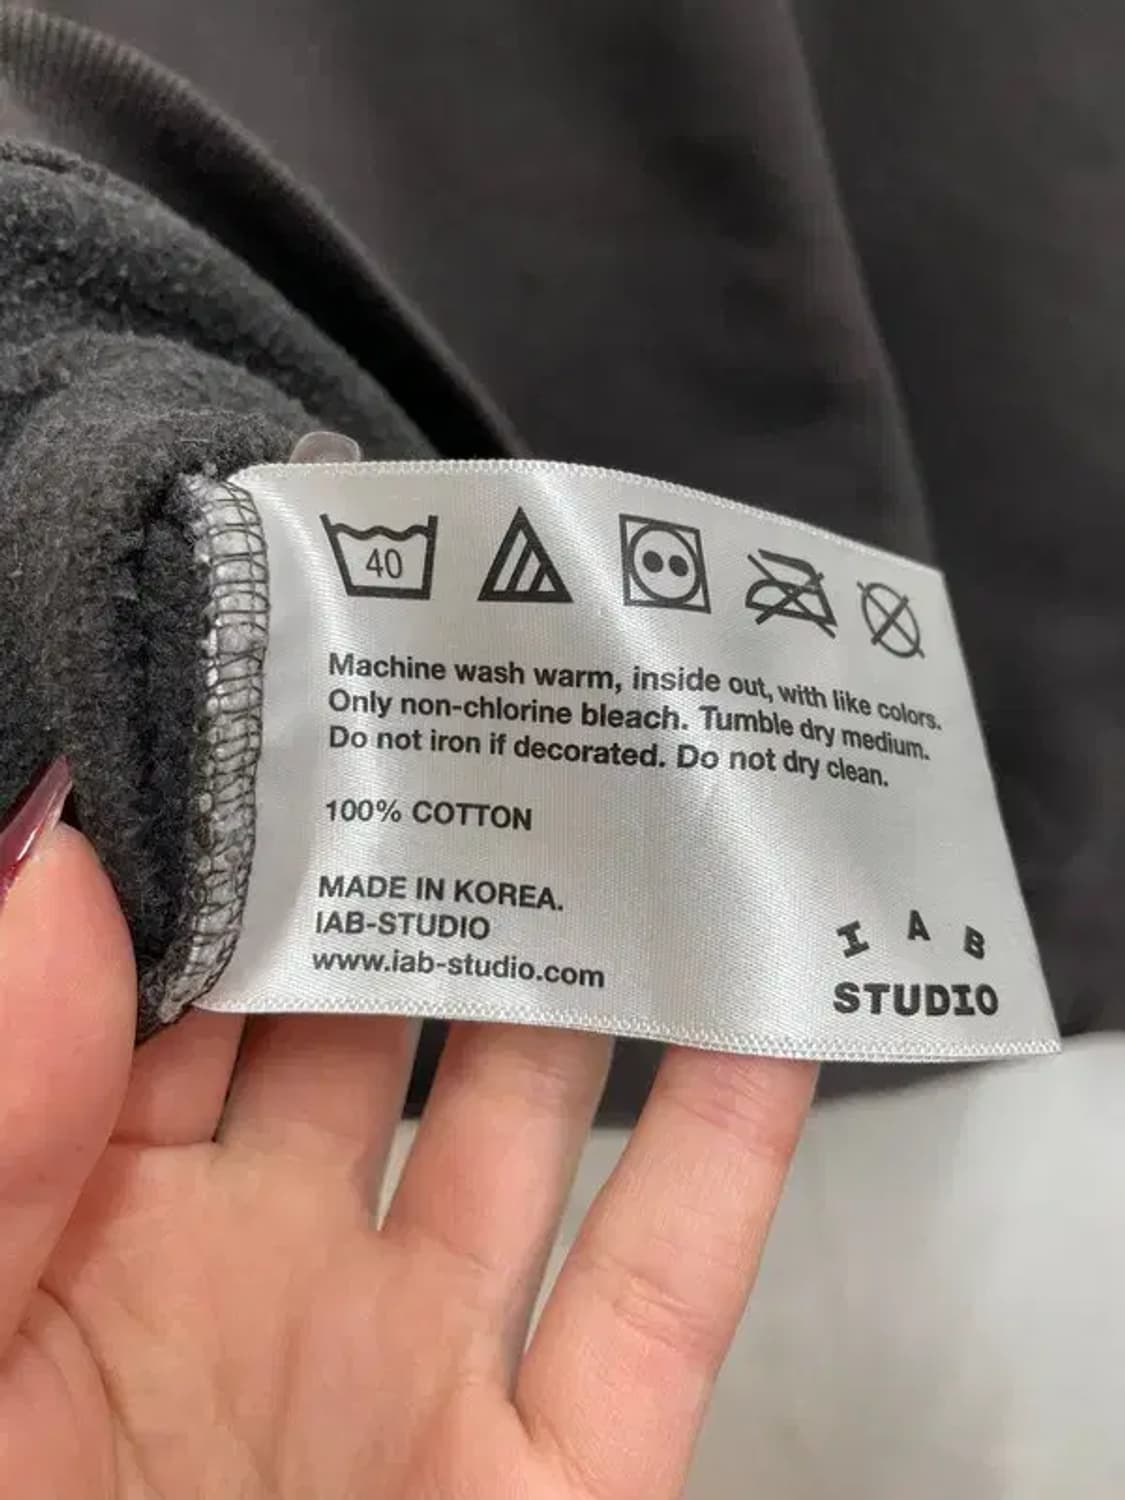 40
Machine wash warm, inside out, with like colors.
Only non-chlorine bleach. Tumble dry medium.
Do not iron if decorated. Do not dry clean.
100% COTTON
MADE IN KOREA.
IAB-STUDIO
www.iab-studio.com
I A B
STUDIO